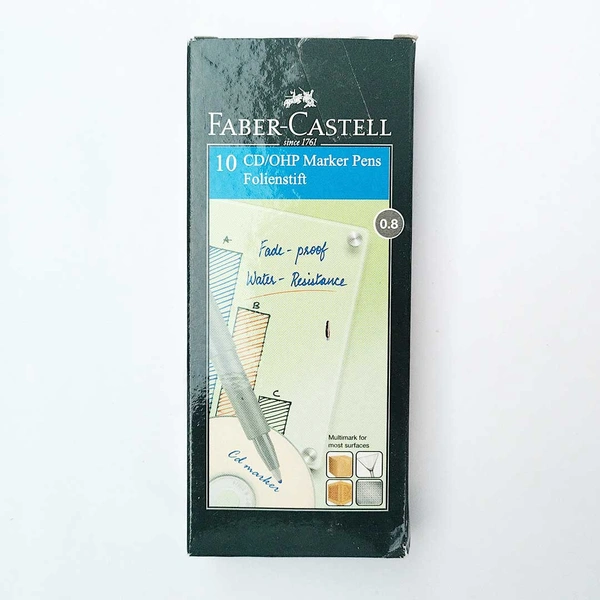 FABER-CASTELL
since 1761
10 CD/OHP Marker Pens
Folienstift
0.8
A
Fade-proof
Water-Resistance
B
C
Multimark for
most surfaces
Cd marker